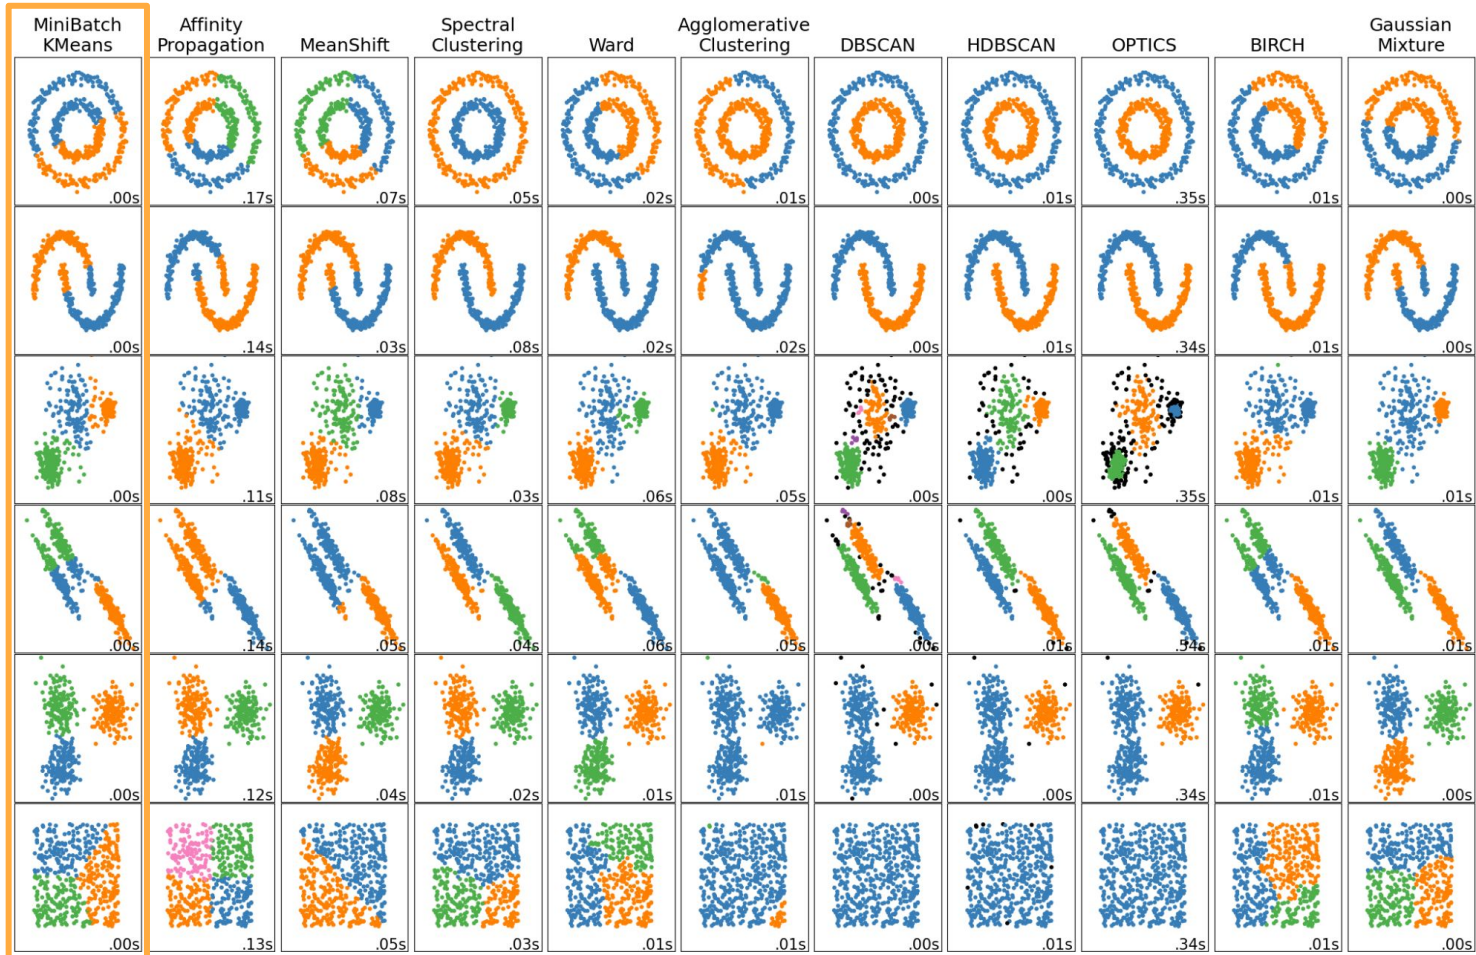 MiniBatch
KMeans
Affinity
Propagation
MeanShift
Spectral
Clustering
Ward
Agglomerative
Clustering
DBSCAN
HDBSCAN
OPTICS
BIRCH
Gaussian
Mixture
.00s .17s .07s .05s .02s .01s .00s .01s .35s .01s .00s
.00s .14s .03s .08s .02s .02s .00s .01s .34s .01s .00s
.00s .11s .08s .03s .06s .05s .00s .00s .35s .01s .01s
.00s .14s .05s .04s .06s .05s .00s .01s .54s .01s .01s
.00s .12s .04s .02s .01s .01s .00s .00s .34s .01s .00s
.00s .13s .05s .03s .01s .01s .00s .01s .34s .01s .00s